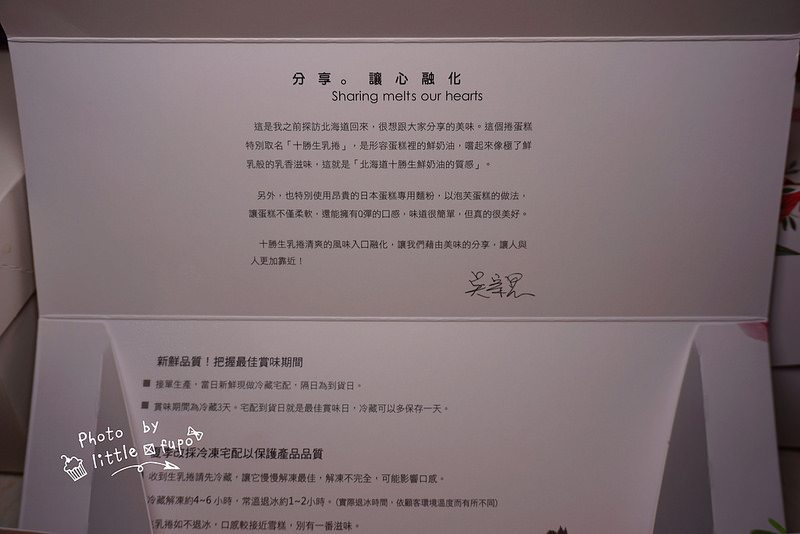 分享。讓心融化
Sharing melts our hearts
這是我之前探訪北海道回來，很想跟大家分享的美味。這個捲蛋糕
特別取名「十勝生乳捲」，是形容蛋糕裡的鮮奶油，嚐起來像極了鮮
乳般的乳香滋味，這就是「北海道十勝生鮮奶油的質感」。
另外，也特別使用昂貴的日本蛋糕專用麵粉，以泡芙蛋糕的做法，
讓蛋糕不僅柔軟，還能擁有Q彈的口感，味道很簡單，但真的很美好。
十勝生乳捲清爽的風味入口融化，讓我們藉由美味的分享，讓人與
人更加靠近！
新鮮品質！把握最佳賞味期間
■ 接單生產，當日新鮮現做冷藏宅配，隔日為到貨日。
■ 賞味期間為冷藏3天。宅配到貨日就是最佳賞味日，冷藏可以多保存一天。
Photo by
little fupo
夏季改採冷凍宅配以保護產品品質
收到生乳捲請先冷藏，讓它慢慢解凍最佳，解凍不完全，可能影響口感。
冷藏解凍約4~6小時，常溫退冰約1~2小時。(實際退冰時間，依顧客環境溫度而有所不同)
乳捲如不退冰，口感較接近雪糕，別有一番滋味。